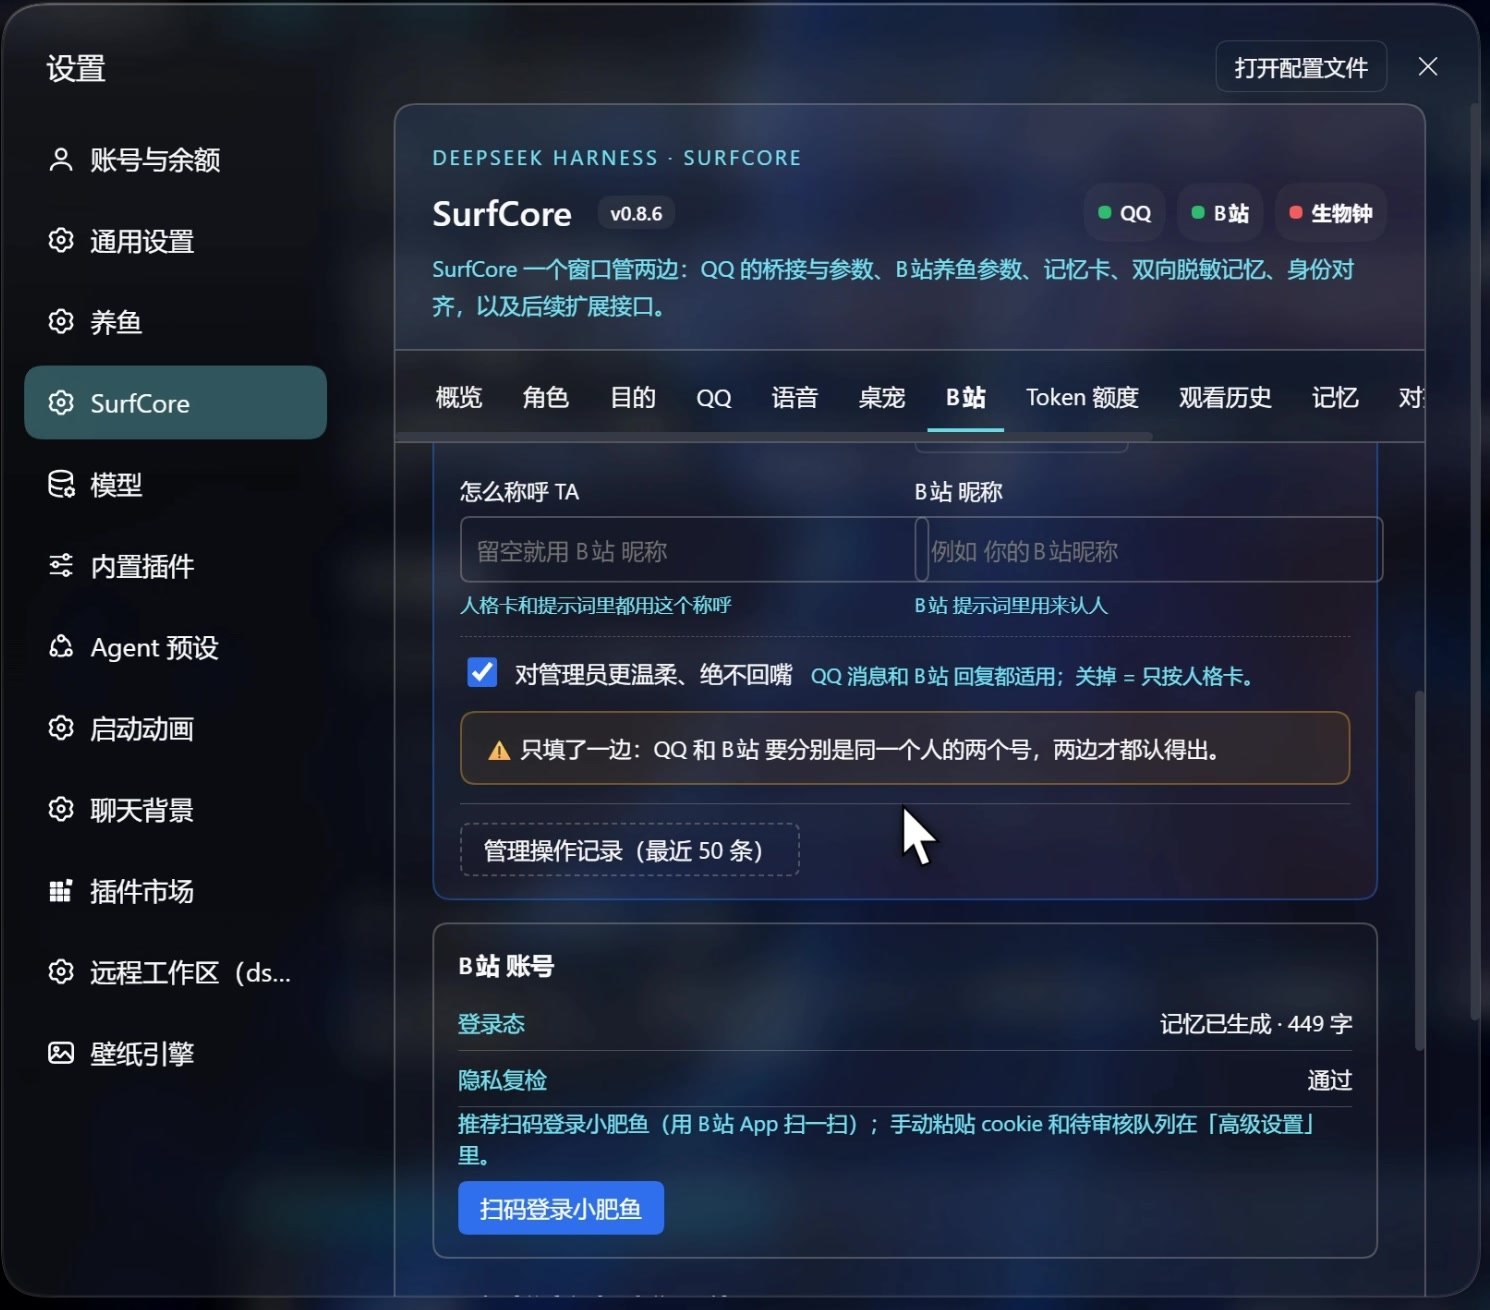 设置
打开配置文件
账号与余额
通用设置
养鱼
SurfCore
模型
内置插件
Agent 预设
启动动画
聊天背景
插件市场
远程工作区（ds...
壁纸引擎
DEEPSEEK HARNESS · SURFCORE
SurfCore v0.8.6
QQ B站 生物钟
SurfCore 一个窗口管两边：QQ 的桥接与参数、B站养鱼参数、记忆卡、双向脱敏记忆、身份对
齐，以及后续扩展接口。
概览 角色 目的 QQ 语音 桌宠 B站 Token 额度 观看历史 记忆 对
怎么称呼 TA B站 昵称
留空就用 B站 昵称 例如 你的B站昵称
人格卡和提示词里都用这个称呼 B站 提示词里用来认人
对管理员更温柔、绝不回嘴 QQ 消息和 B站 回复都适用；关掉 = 只按人格卡。
只填了一边：QQ 和 B站 要分别是同一个人的两个号，两边才都认得出。
管理操作记录（最近 50 条）
B站 账号
登录态 记忆已生成 · 449 字
隐私复检 通过
推荐扫码登录小肥鱼（用 B站 App 扫一扫）；手动粘贴 cookie 和待审核队列在「高级设置」
里。
扫码登录小肥鱼